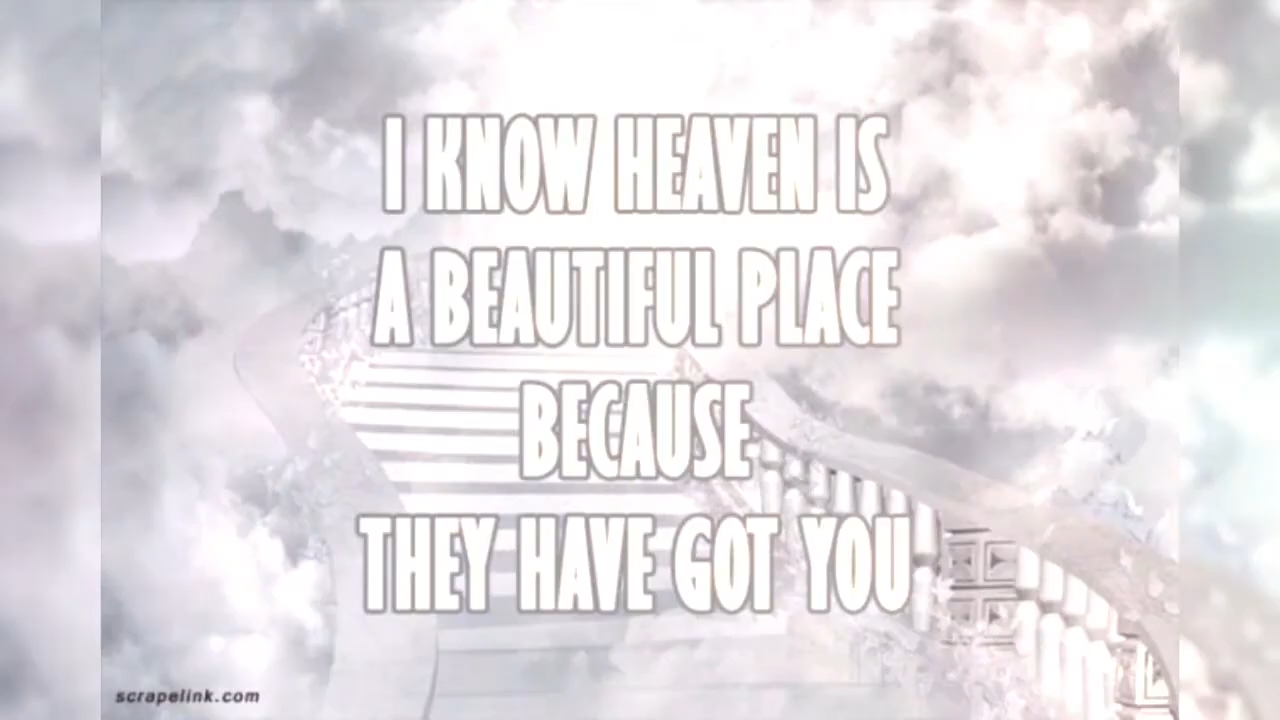 I KNOW HEAVEN IS
A BEAUTIFUL PLACE
BECAUSE
THEY HAVE GOT YOU
scrapelink.com